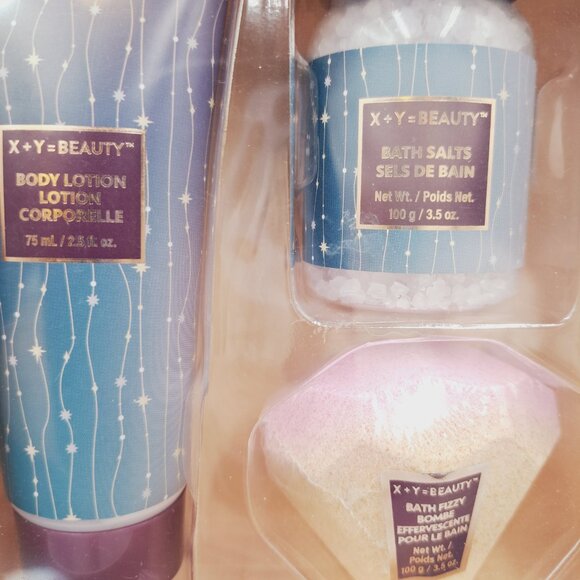 X + Y = BEAUTY™
BODY LOTION
LOTION
CORPORELLE
75 mL / 2.5 fl. oz.
X + Y = BEAUTY™
BATH SALTS
SELS DE BAIN
Net Wt. / Poids Net.
100 g / 3.5 oz.
X + Y = BEAUTY™
BATH FIZZY
BOMBE
EFFERVESCENTE
POUR LE BAIN
Net Wt. /
Poids Net.
100 g / 3.5 oz.